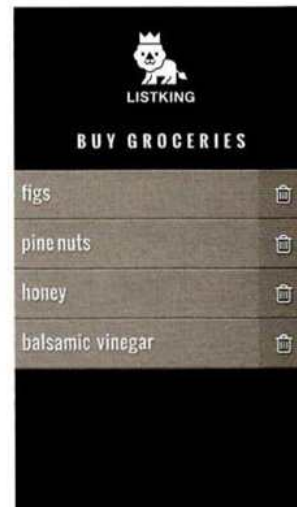 LISTKING
BUY GROCERIES
figs
pine nuts
honey
balsamic vinegar